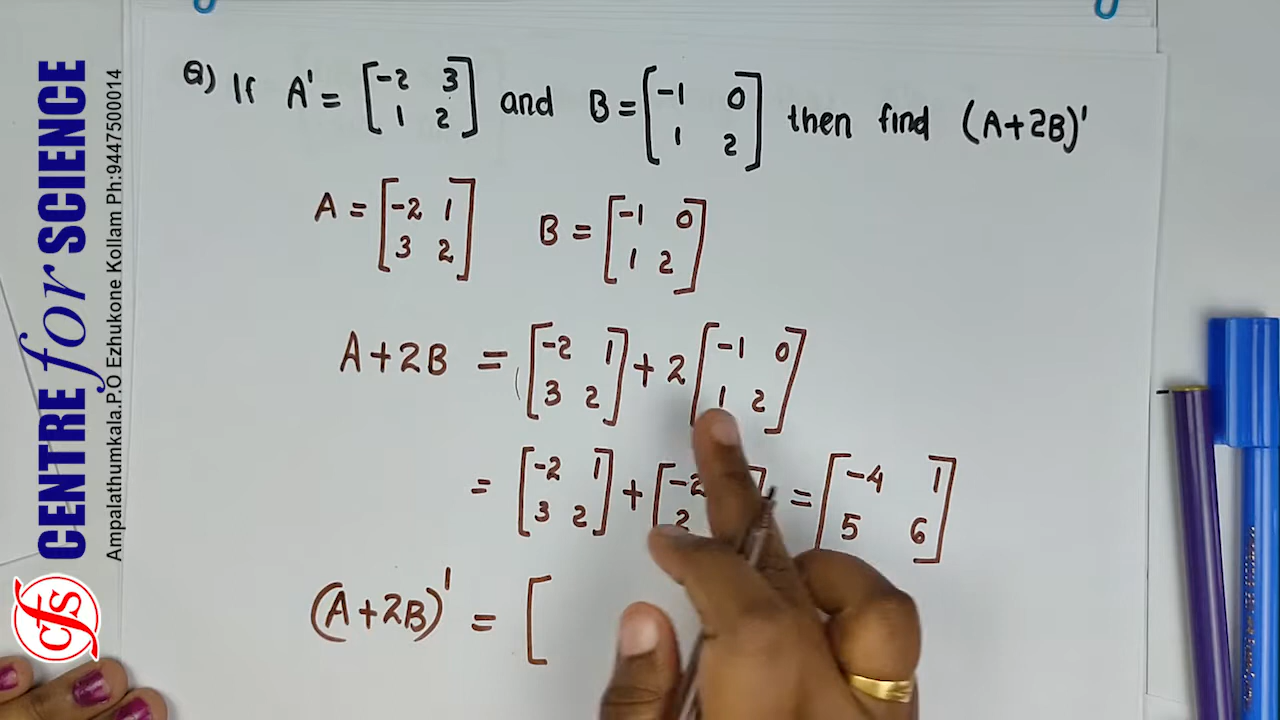 Q) If A' = [-2 3 and B = [-1 0 then find (A+2B)'
1 2] 1 2]
A = [-2 1 B = [-1 0
3 2] 1 2]
A+2B = [-2 1 + 2 [-1 0
3 2] 1 2]
= [-2 1 + [-2 = [-4 1
3 2] 2 5 6]
(A+2B)' = [
CENTRE for SCIENCE
Ampalathumkala.P.O Ezhukone Kollam Ph:9447500014
cfs